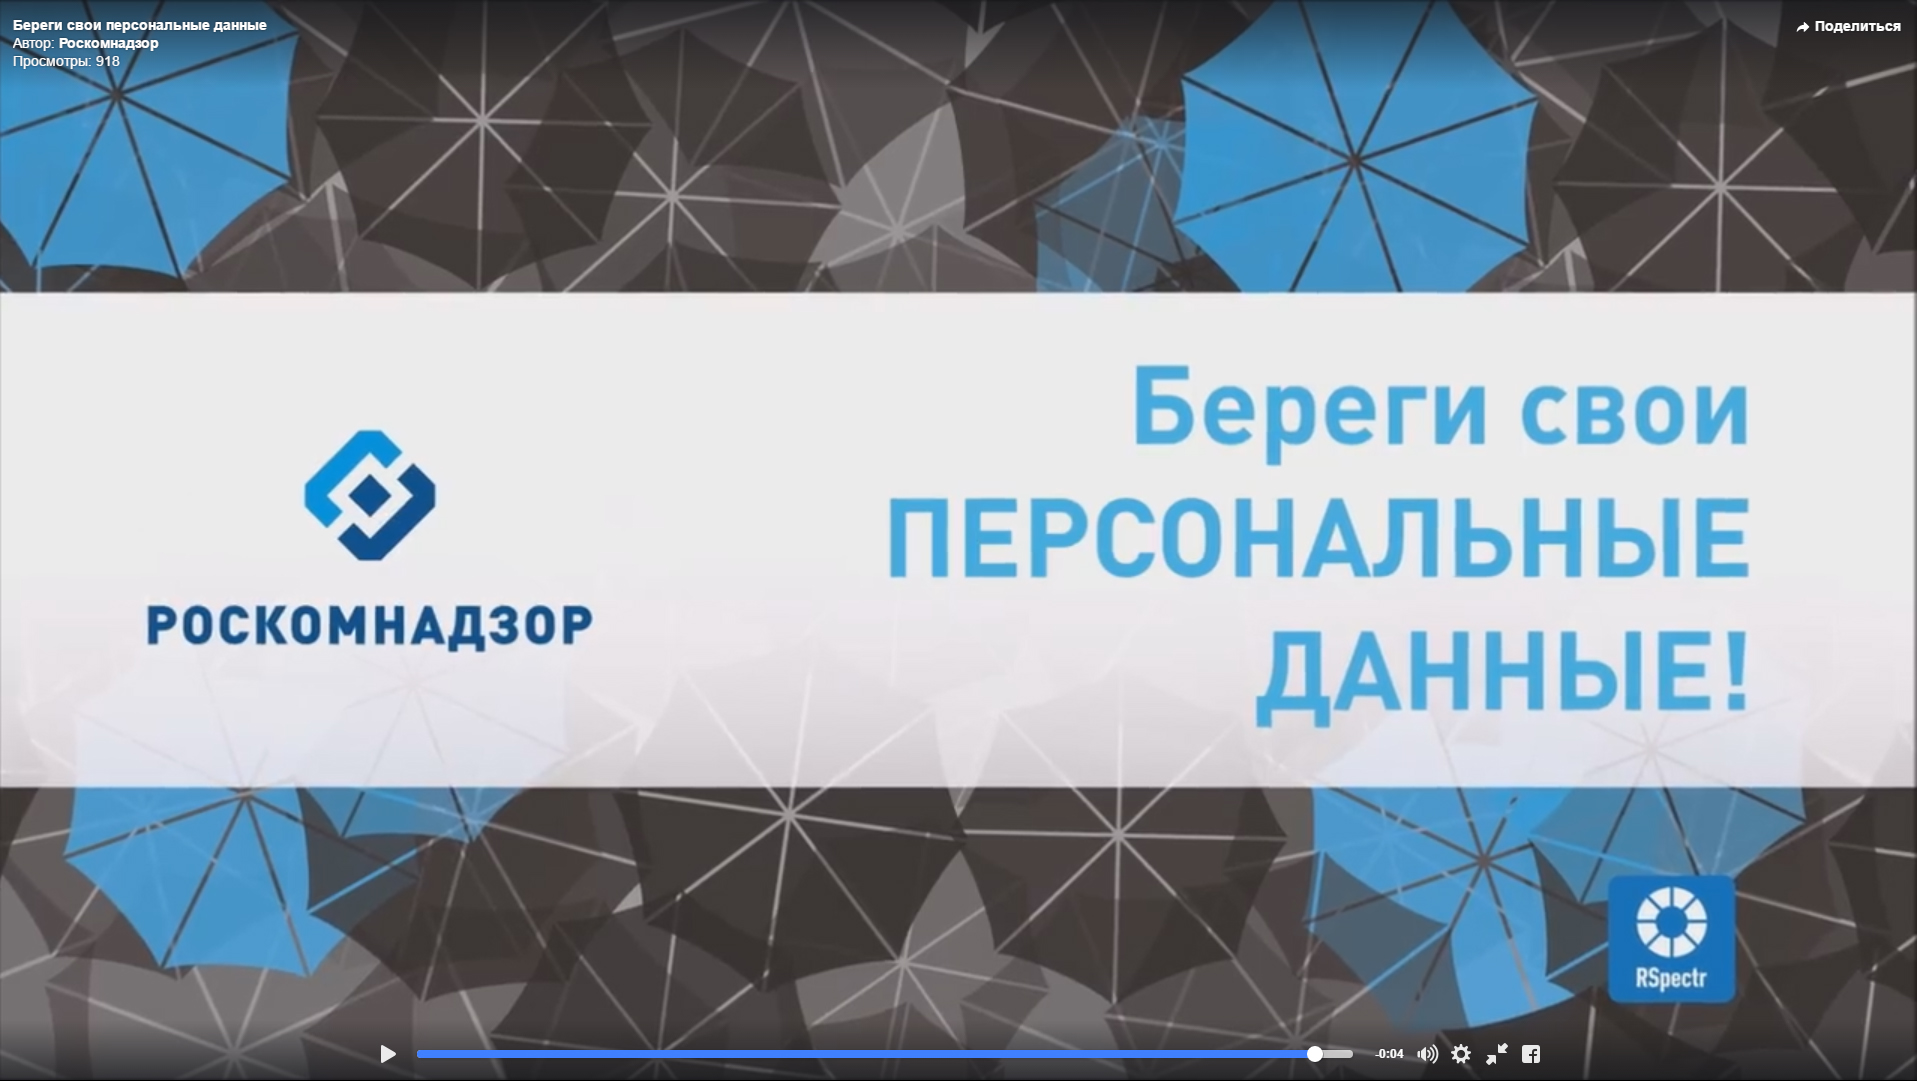 Береги свои персональные данные
Автор: Роскомнадзор
Просмотры: 918
Поделиться
Береги свои
ПЕРСОНАЛЬНЫЕ
ДАННЫЕ!
РОСКОМНАДЗОР
RSpectr
-0:04